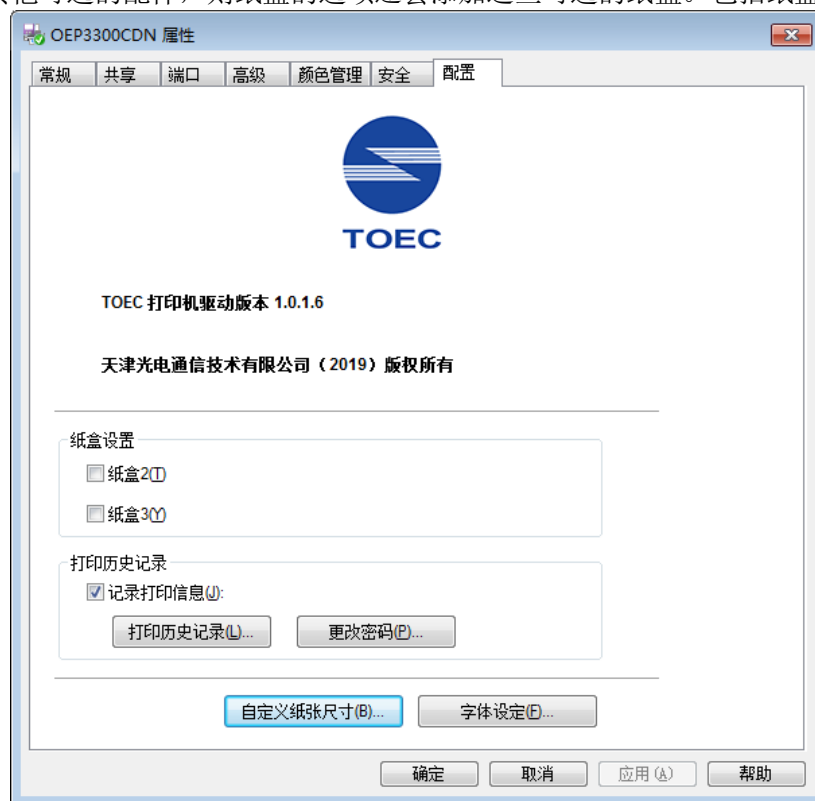 OEP3300CDN 属性
常规 共享 端口 高级 颜色管理 安全 配置
TOEC
TOEC 打印机驱动版本 1.0.1.6
天津光电通信技术有限公司（2019）版权所有
纸盒设置
纸盒2(T)
纸盒3(Y)
打印历史记录
记录打印信息(J):
打印历史记录(L)... 更改密码(P)...
自定义纸张尺寸(B)... 字体设定(F)...
确定 取消 应用(A) 帮助